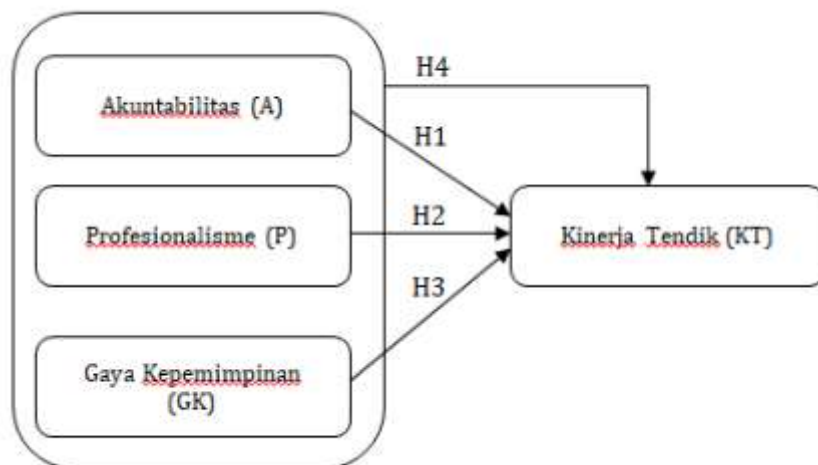 H4
Akuntabilitas (A)
H1
Profesionalisme (P)
H2
Kinerja Tendik (KT)
H3
Gaya Kepemimpinan
(GK)